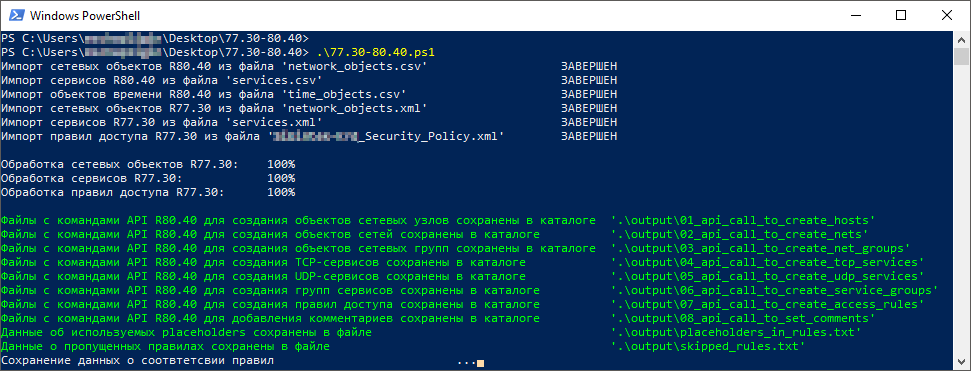 Windows PowerShell
PS C:\Users\ \Desktop\77.30-80.40>
PS C:\Users\ \Desktop\77.30-80.40> .\77.30-80.40.ps1
Импорт сетевых объектов R80.40 из файла 'network_objects.csv' ЗАВЕРШЕН
Импорт сервисов R80.40 из файла 'services.csv' ЗАВЕРШЕН
Импорт объектов времени R80.40 из файла 'time_objects.csv' ЗАВЕРШЕН
Импорт сетевых объектов R77.30 из файла 'network_objects.xml' ЗАВЕРШЕН
Импорт сервисов R77.30 из файла 'services.xml' ЗАВЕРШЕН
Импорт правил доступа R77.30 из файла ' _Security_Policy.xml' ЗАВЕРШЕН
Обработка сетевых объектов R77.30: 100%
Обработка сервисов R77.30: 100%
Обработка правил доступа R77.30: 100%
Файлы с командами API R80.40 для создания объектов сетевых узлов сохранены в каталоге '.\output\01_api_call_to_create_hosts'
Файлы с командами API R80.40 для создания объектов сетей сохранены в каталоге '.\output\02_api_call_to_create_nets'
Файлы с командами API R80.40 для создания объектов сетевых групп сохранены в каталоге '.\output\03_api_call_to_create_net_groups'
Файлы с командами API R80.40 для создания TCP-сервисов сохранены в каталоге '.\output\04_api_call_to_create_tcp_services'
Файлы с командами API R80.40 для создания UDP-сервисов сохранены в каталоге '.\output\05_api_call_to_create_udp_services'
Файлы с командами API R80.40 для создания групп сервисов сохранены в каталоге '.\output\06_api_call_to_create_service_groups'
Файлы с командами API R80.40 для создания правил доступа сохранены в каталоге '.\output\07_api_call_to_create_access_rules'
Файлы с командами API R80.40 для добавления комментариев сохранены в каталоге '.\output\08_api_call_to_set_comments'
Данные об используемых placeholders сохранены в файле '.\output\placeholders_in_rules.txt'
Данные о пропущенных правилах сохранены в файле '.\output\skipped_rules.txt'
Сохранение данных о соответсвии правил ...